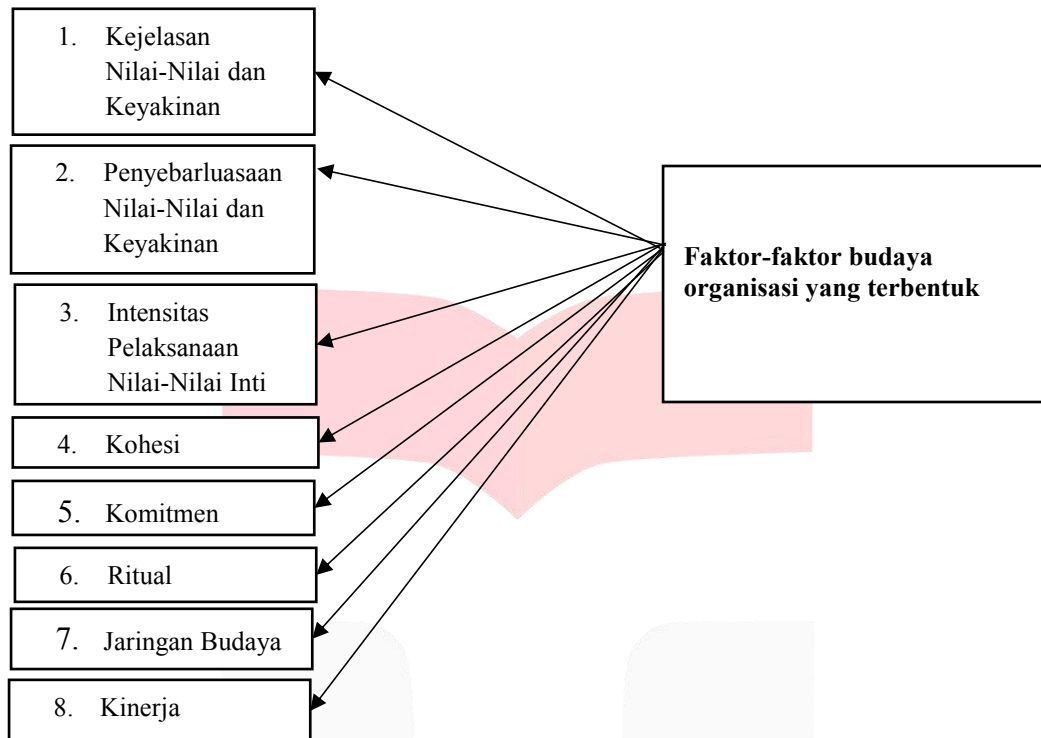 1. Kejelasan
Nilai-Nilai dan
Keyakinan
2. Penyebarluasaan
Nilai-Nilai dan
Keyakinan
3. Intensitas
Pelaksanaan
Nilai-Nilai Inti
4. Kohesi
5. Komitmen
6. Ritual
7. Jaringan Budaya
8. Kinerja
Faktor-faktor budaya
organisasi yang terbentuk